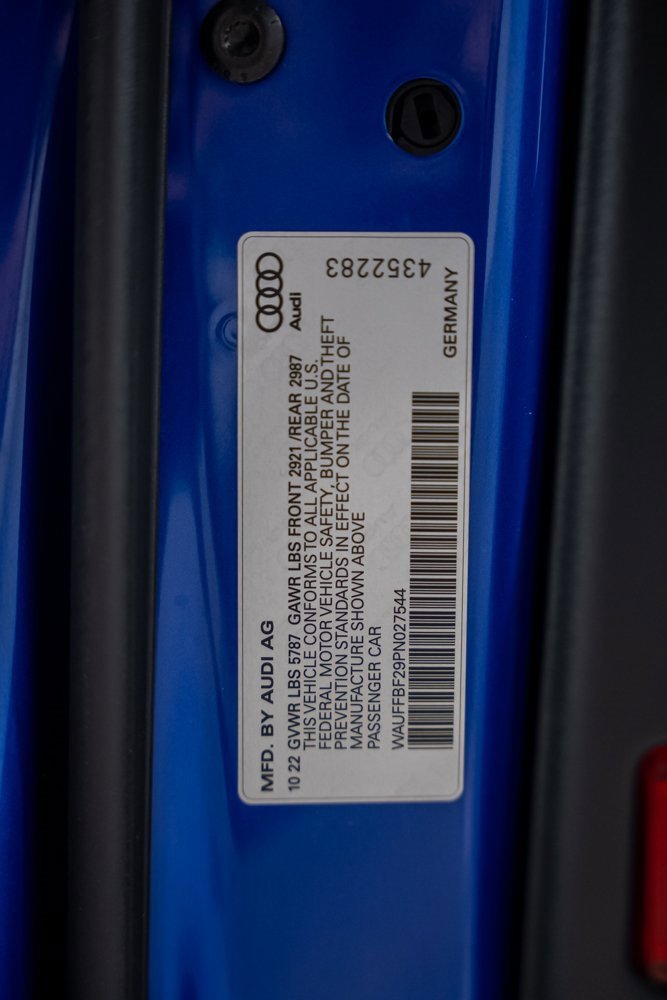 4352283
Audi
GERMANY
MFD. BY AUDI AG
10 22 GVWR LBS 5787 GAWR LBS FRONT 2921 /REAR 2987
THIS VEHICLE CONFORMS TO ALL APPLICABLE U.S.
FEDERAL MOTOR VEHICLE SAFETY, BUMPER AND THEFT
PREVENTION STANDARDS IN EFFECT ON THE DATE OF
MANUFACTURE SHOWN ABOVE
PASSENGER CAR
WAUFFBF29PN027544